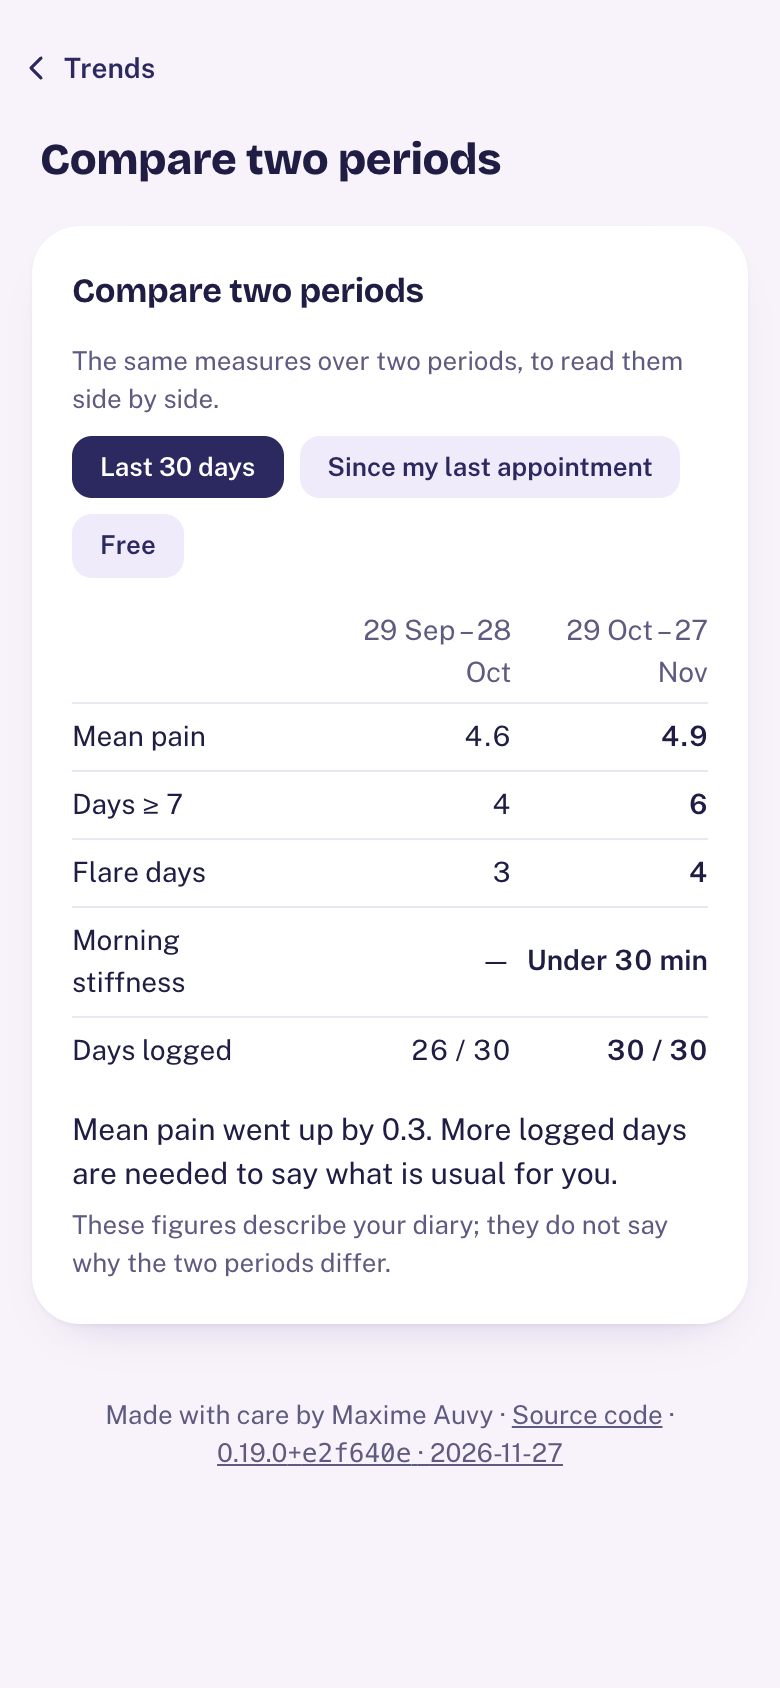 Trends
Compare two periods
Compare two periods
The same measures over two periods, to read them
side by side.
Last 30 days
Since my last appointment
Free
29 Sep – 28 Oct
29 Oct – 27 Nov
Mean pain 4.6 4.9
Days ≥ 7 4 6
Flare days 3 4
Morning stiffness — Under 30 min
Days logged 26 / 30 30 / 30
Mean pain went up by 0.3. More logged days
are needed to say what is usual for you.
These figures describe your diary; they do not say
why the two periods differ.
Made with care by Maxime Auvy · Source code ·
0.19.0+e2f640e · 2026-11-27